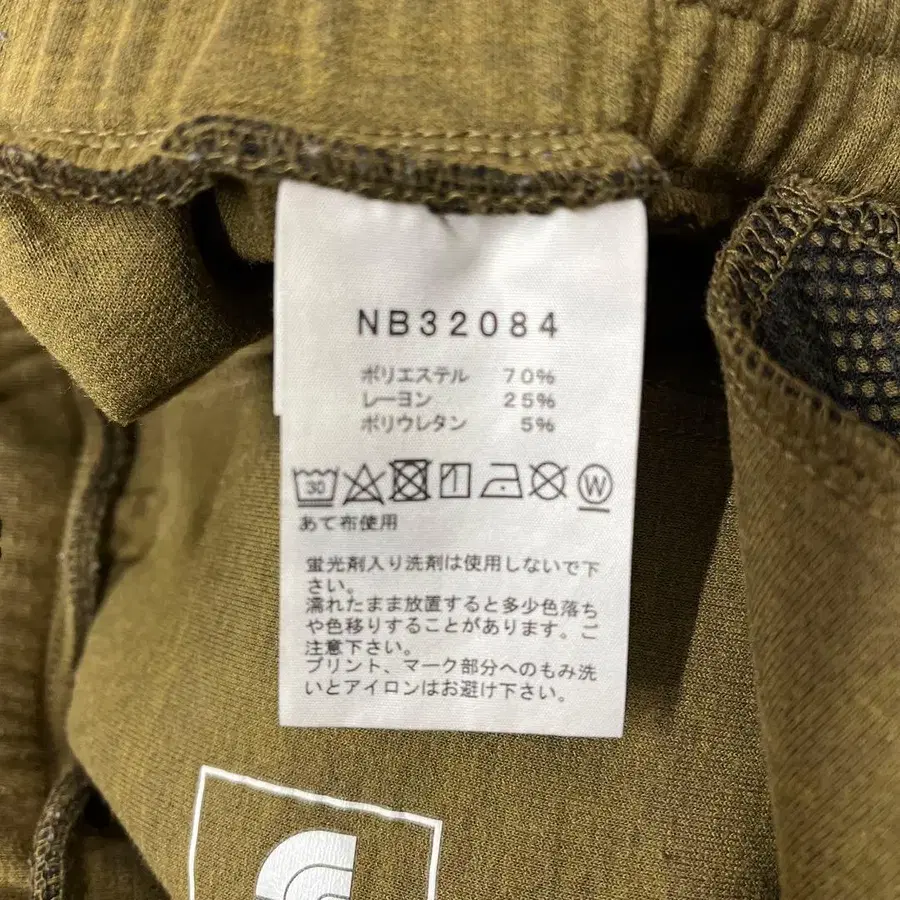 NB32084
ポリエステル 70%
レーヨン 25%
ポリウレタン 5%
30
W
あて布使用
蛍光剤入り洗剤は使用しないで下
さい。
濡れたまま放置すると多少色落ち
や色移りすることがあります。ご
注意下さい。
プリント、マーク部分へのもみ洗
いとアイロンはお避け下さい。